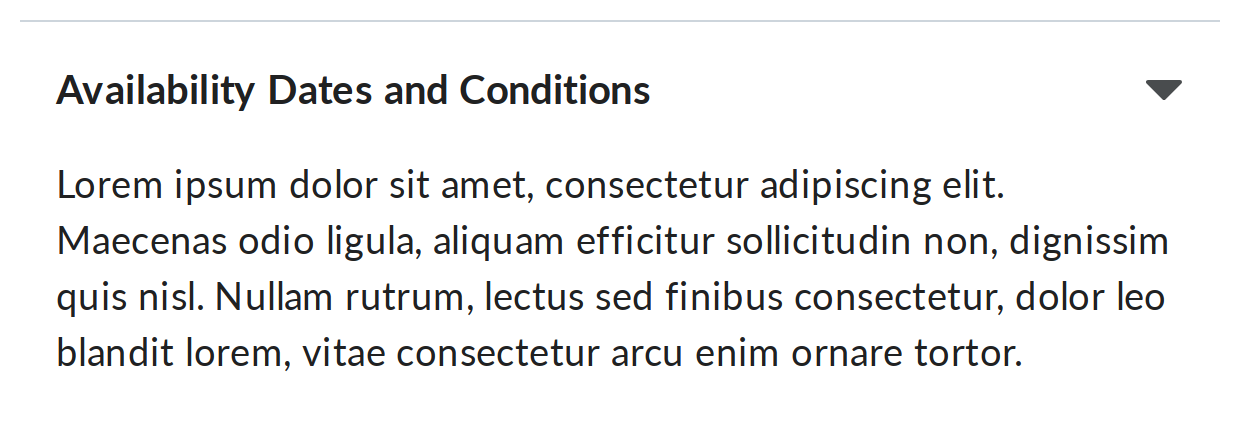 Availability Dates and Conditions
Lorem ipsum dolor sit amet, consectetur adipiscing elit.
Maecenas odio ligula, aliquam efficitur sollicitudin non, dignissim
quis nisl. Nullam rutrum, lectus sed finibus consectetur, dolor leo
blandit lorem, vitae consectetur arcu enim ornare tortor.